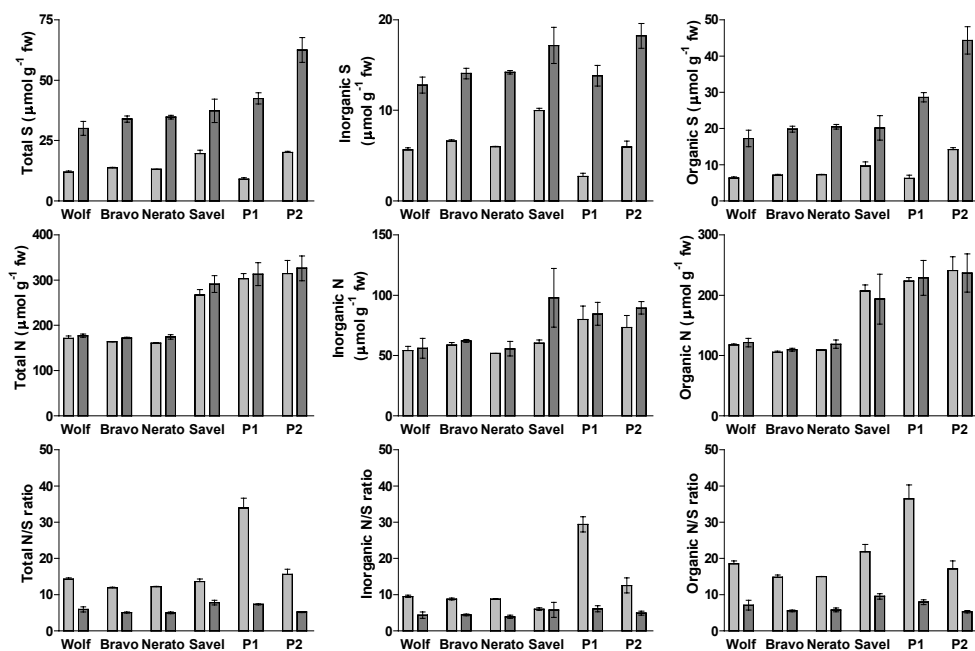 Total S (μmol g-1 fw)
75
50
25
0
Wolf Bravo Nerato Savel P1 P2
Inorganic S
(μmol g-1 fw)
20
10
0
Wolf Bravo Nerato Savel P1 P2
Organic S (μmol g-1 fw)
50
40
30
20
10
0
Wolf Bravo Nerato Savel P1 P2
Total N (μmol g-1 fw)
400
300
200
100
0
Wolf Bravo Nerato Savel P1 P2
Inorganic N
(μmol g-1 fw)
150
100
50
0
Wolf Bravo Nerato Savel P1 P2
Organic N (μmol g-1 fw)
300
200
100
0
Wolf Bravo Nerato Savel P1 P2
Total N/S ratio
50
40
30
20
10
0
Wolf Bravo Nerato Savel P1 P2
Inorganic N/S ratio
50
40
30
20
10
0
Wolf Bravo Nerato Savel P1 P2
Organic N/S ratio
50
40
30
20
10
0
Wolf Bravo Nerato Savel P1 P2